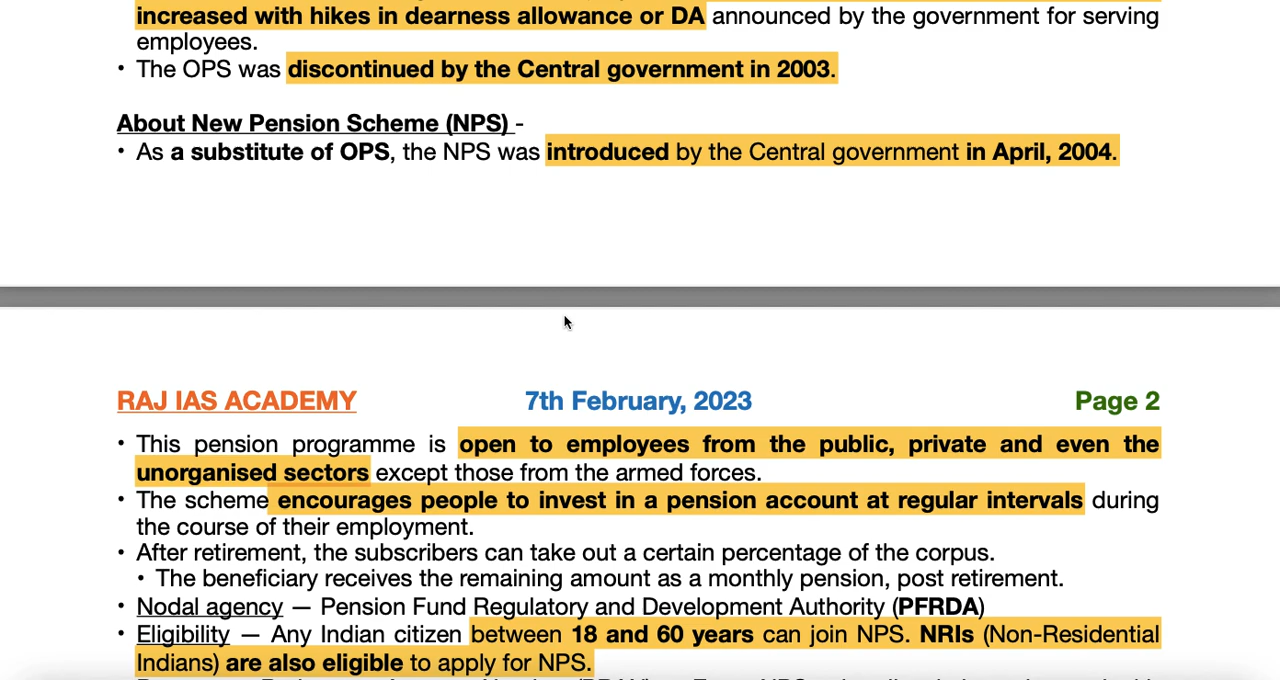 increased with hikes in dearness allowance or DA announced by the government for serving
employees.
• The OPS was discontinued by the Central government in 2003.
About New Pension Scheme (NPS) -
• As a substitute of OPS, the NPS was introduced by the Central government in April, 2004.
RAJ IAS ACADEMY 7th February, 2023 Page 2
• This pension programme is open to employees from the public, private and even the
unorganised sectors except those from the armed forces.
• The scheme encourages people to invest in a pension account at regular intervals during
the course of their employment.
• After retirement, the subscribers can take out a certain percentage of the corpus.
• The beneficiary receives the remaining amount as a monthly pension, post retirement.
• Nodal agency — Pension Fund Regulatory and Development Authority (PFRDA)
• Eligibility — Any Indian citizen between 18 and 60 years can join NPS. NRIs (Non-Residential
Indians) are also eligible to apply for NPS.